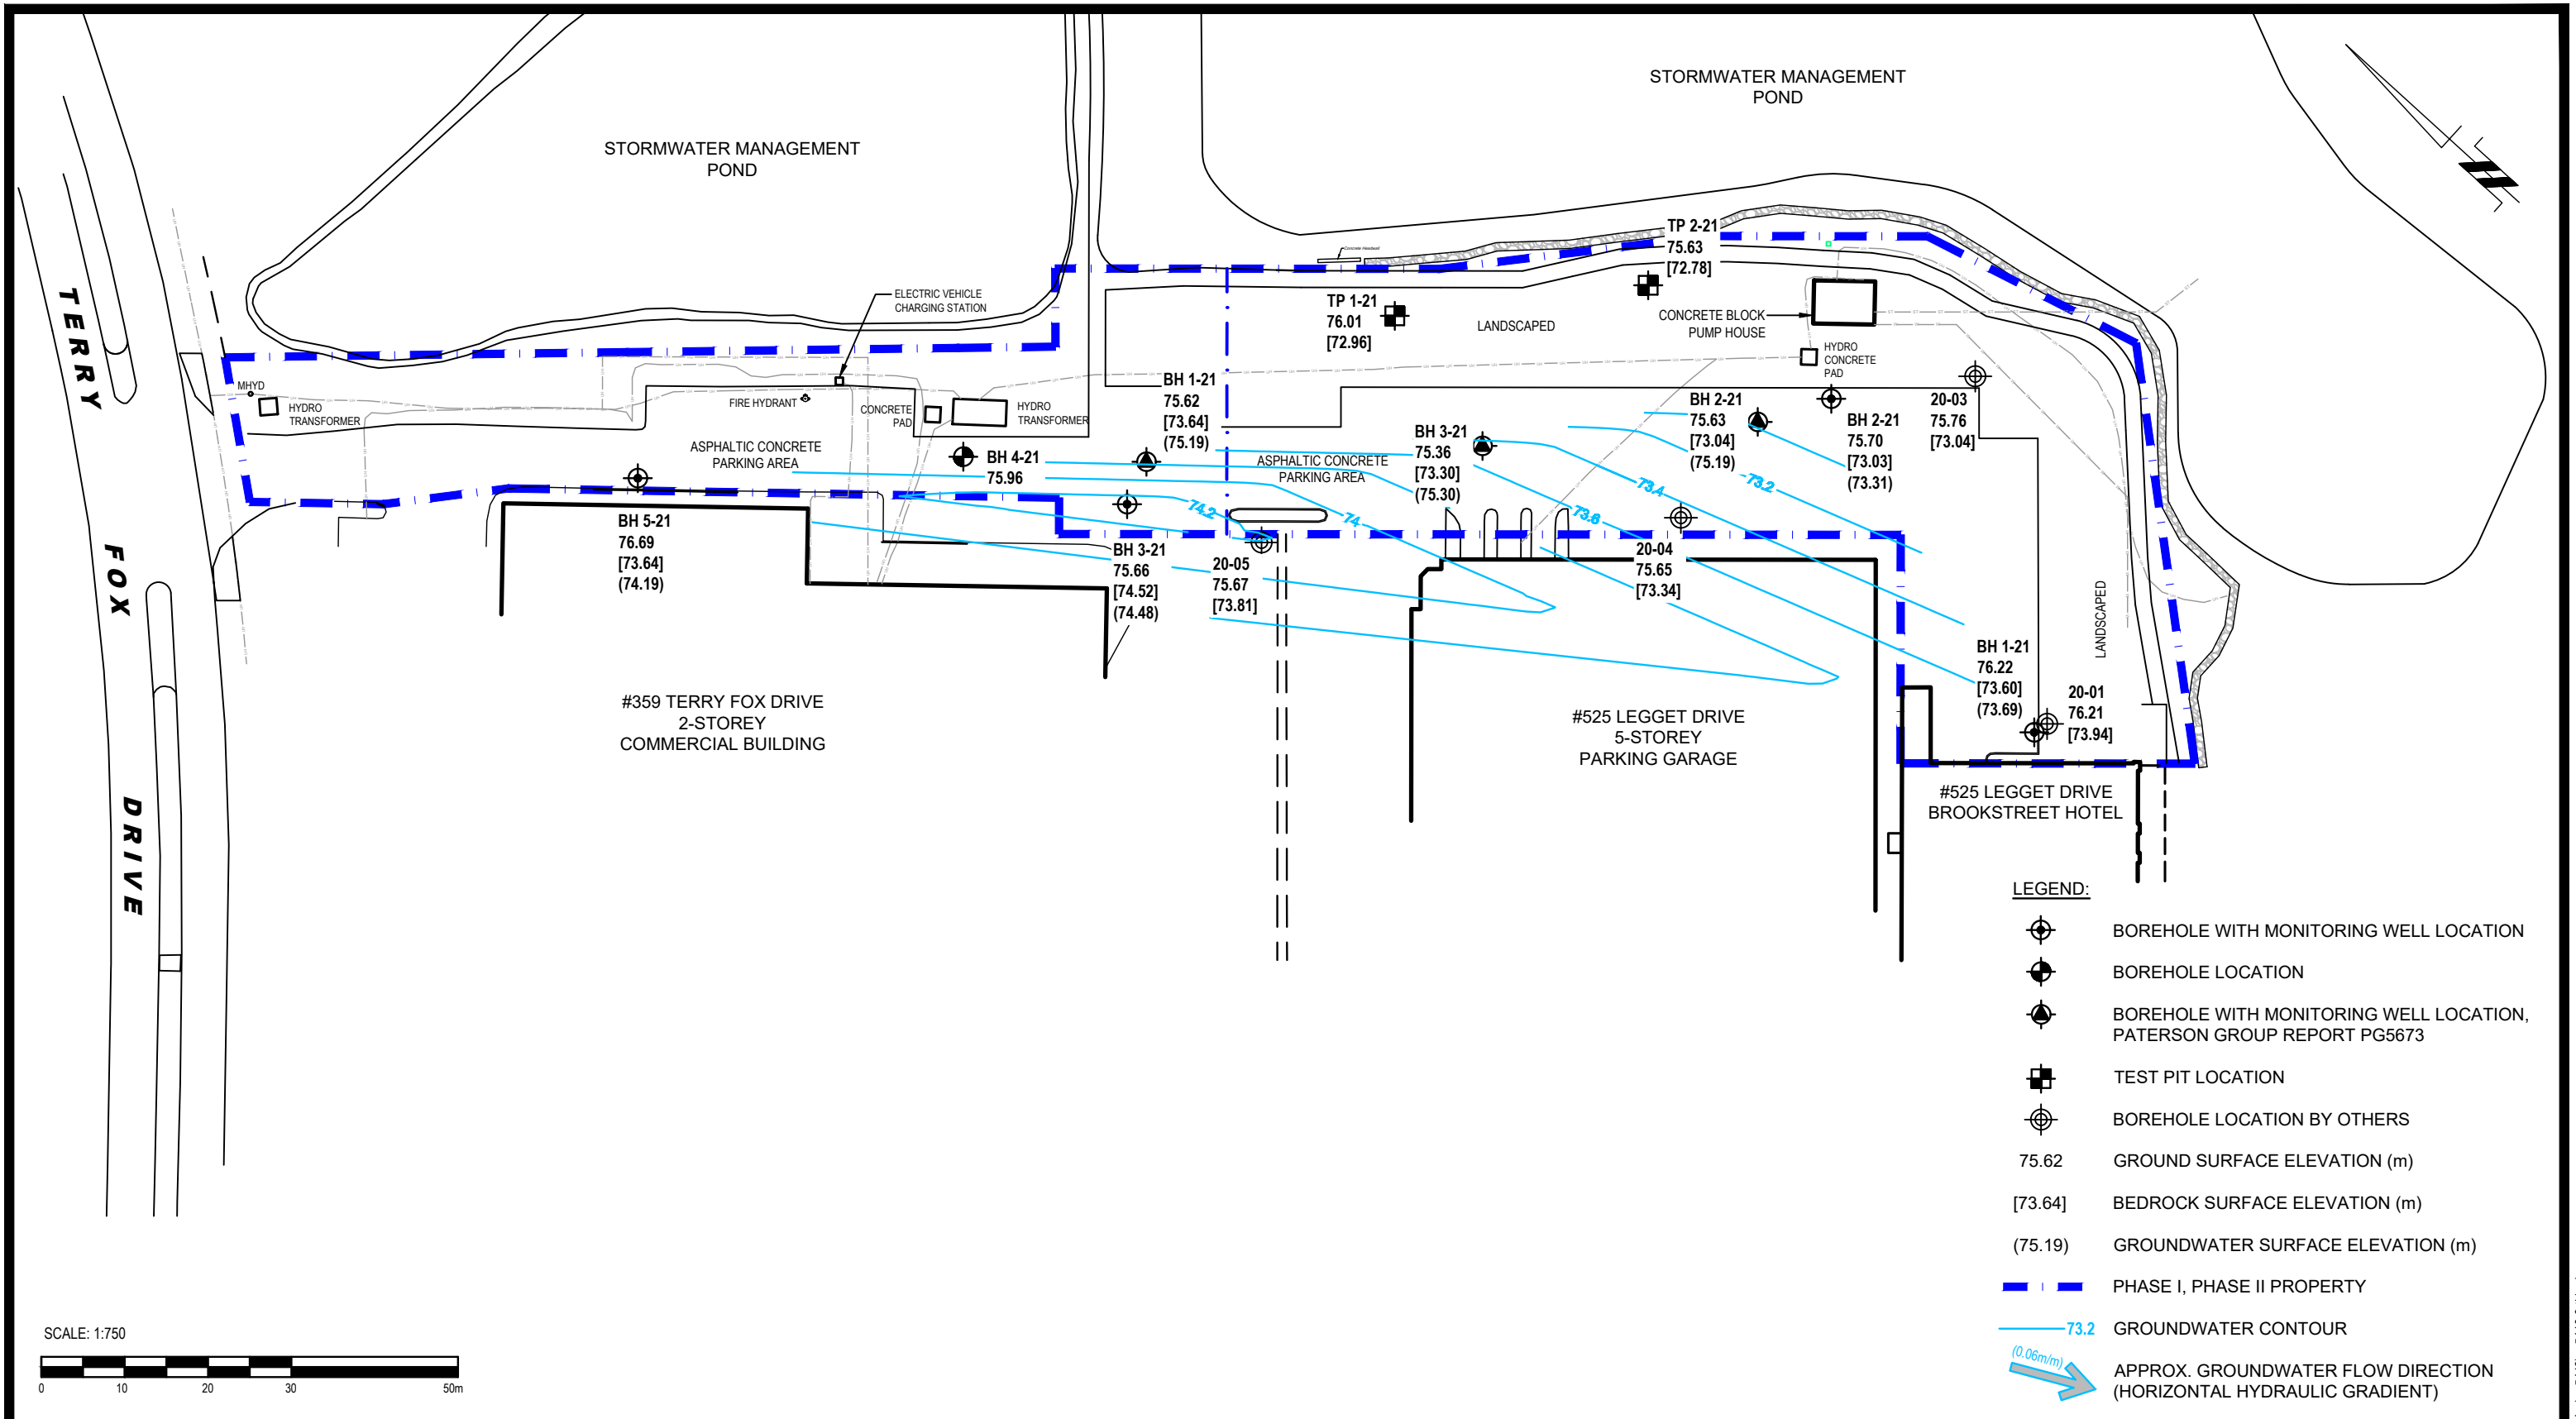 STORMWATER MANAGEMENT
POND
STORMWATER MANAGEMENT
POND
TERRY
FOX
DRIVE
MHYD
HYDRO
TRANSFORMER
ELECTRIC VEHICLE
CHARGING STATION
FIRE HYDRANT
CONCRETE
PAD
HYDRO
TRANSFORMER
ASPHALTIC CONCRETE
PARKING AREA
BH 4-21
75.96
BH 5-21
76.69
[73.64]
(74.19)
BH 1-21
75.62
[73.64]
(75.19)
BH 3-21
75.66
[74.52]
(74.48)
20-05
75.67
[73.81]
74.2
74
ASPHALTIC CONCRETE
PARKING AREA
Concrete Headwall
TP 1-21
76.01
[72.96]
LANDSCAPED
TP 2-21
75.63
[72.78]
CONCRETE BLOCK
PUMP HOUSE
HYDRO
CONCRETE
PAD
BH 3-21
75.36
[73.30]
(75.30)
BH 2-21
75.63
[73.04]
(75.19)
BH 2-21
75.70
[73.03]
(73.31)
20-03
75.76
[73.04]
73.2
73.4
73.6
20-04
75.65
[73.34]
LANDSCAPED
BH 1-21
76.22
[73.60]
(73.69)
20-01
76.21
[73.94]
#359 TERRY FOX DRIVE
2-STOREY
COMMERCIAL BUILDING
#525 LEGGET DRIVE
5-STOREY
PARKING GARAGE
#525 LEGGET DRIVE
BROOKSTREET HOTEL
LEGEND:
BOREHOLE WITH MONITORING WELL LOCATION
BOREHOLE LOCATION
BOREHOLE WITH MONITORING WELL LOCATION,
PATERSON GROUP REPORT PG5673
TEST PIT LOCATION
BOREHOLE LOCATION BY OTHERS
75.62 GROUND SURFACE ELEVATION (m)
[73.64] BEDROCK SURFACE ELEVATION (m)
(75.19) GROUNDWATER SURFACE ELEVATION (m)
PHASE I, PHASE II PROPERTY
73.2 GROUNDWATER CONTOUR
(0.06m/m)
APPROX. GROUNDWATER FLOW DIRECTION
(HORIZONTAL HYDRAULIC GRADIENT)
SCALE: 1:750
0 10 20 30 50m